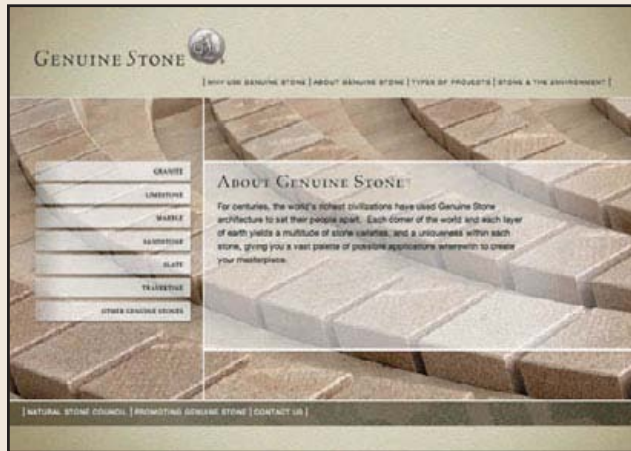 GENUINE STONE
| WHY USE GENUINE STONE | ABOUT GENUINE STONE | TYPES OF PROJECTS | STONE & THE ENVIRONMENT |
GRANITE
LIMESTONE
MARBLE
SANDSTONE
SLATE
TRAVERTINE
OTHER GENUINE STONES
ABOUT GENUINE STONE
For centuries, the world's richest civilizations have used Genuine Stone
architecture to set their people apart. Each corner of the world and each layer
of earth yields a multitude of stone varieties, and a uniqueness within each
stone, giving you a vast palette of possible applications wherewith to create
your masterpiece.
| NATURAL STONE COUNCIL | PROMOTING GENUINE STONE | CONTACT US |